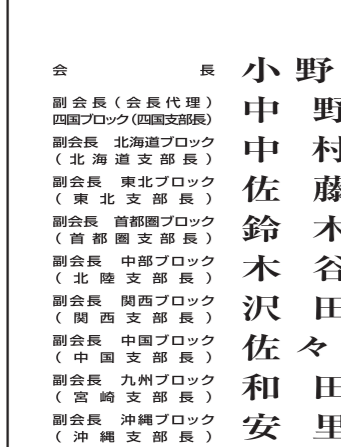 会長 小野
副会長(会長代理)
四国ブロック(四国支部長) 中野
副会長 北海道ブロック
(北海道支部長) 中村
副会長 東北ブロック
(東北支部長) 佐藤
副会長 首都圏ブロック
(首都圏支部長) 鈴木
副会長 中部ブロック
(北陸支部長) 木谷
副会長 関西ブロック
(関西支部長) 沢田
副会長 中国ブロック
(中国支部長) 佐々
副会長 九州ブロック
(宮崎支部長) 和田
副会長 沖縄ブロック
(沖縄支部長) 安里